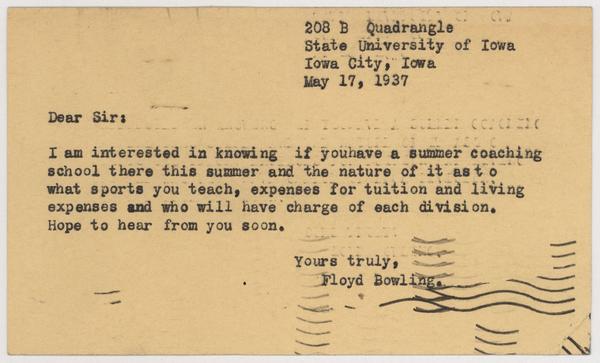 208 B Quadrangle
State University of Iowa
Iowa City, Iowa
May 17, 1937
Dear Sir:
I am interested in knowing if youhave a summer coaching
school there this summer and the nature of it asto
what sports you teach, expenses for tuition and living
expenses and who will have charge of each division.
Hope to hear from you soon.
Yours truly,
Floyd Bowling.